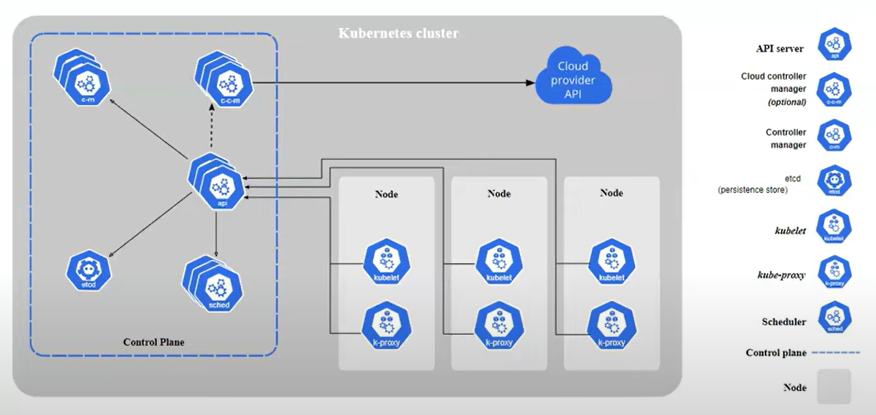 Kubernetes cluster
c-m
c-c-m
Cloud
provider
API
api
etcd
sched
Control Plane
Node
kubelet
k-proxy
Node
kubelet
k-proxy
Node
kubelet
k-proxy
API server
api
Cloud controller
manager
(optional)
c-c-m
Controller
manager
c-m
etcd
(persistence store)
etcd
kubelet
kubelet
kube-proxy
k-proxy
Scheduler
sched
Control plane
Node